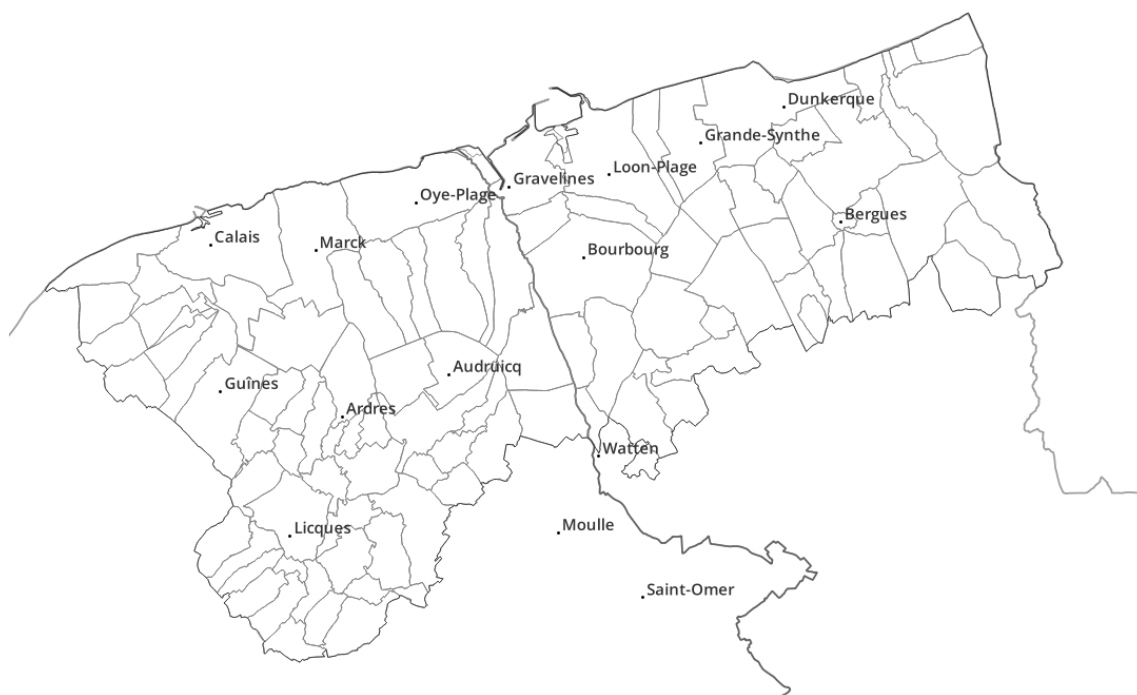 Dunkerque
Grande-Synthe
Loon-Plage
Gravelines
Oye-Plage
Bergues
Calais
Marck
Bourbourg
Audruicq
Guînes
Ardres
Watten
Licques
Moulle
Saint-Omer